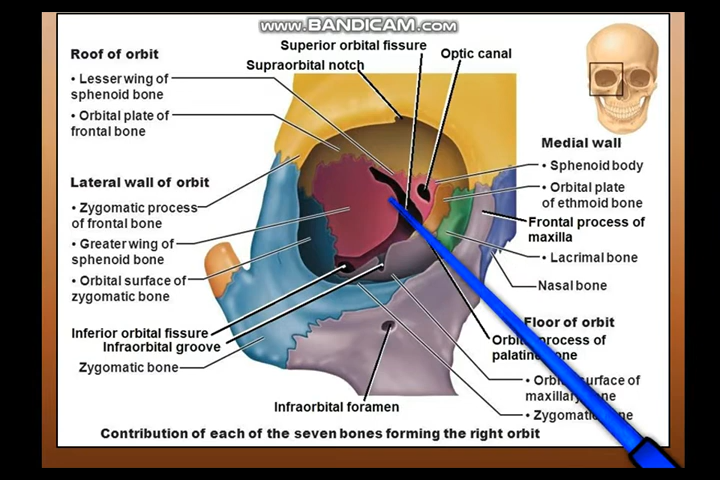 www.BANDICAM.com
Superior orbital fissure
Optic canal
Supraorbital notch
Roof of orbit
• Lesser wing of
sphenoid bone
• Orbital plate of
frontal bone
Lateral wall of orbit
• Zygomatic process
of frontal bone
• Greater wing of
sphenoid bone
• Orbital surface of
zygomatic bone
Inferior orbital fissure
Infraorbital groove
Zygomatic bone
Infraorbital foramen
Medial wall
• Sphenoid body
• Orbital plate
of ethmoid bone
Frontal process of
maxilla
• Lacrimal bone
Nasal bone
Floor of orbit
process of
• surface of
• Zygomatic
Contribution of each of the seven bones forming the right orbit